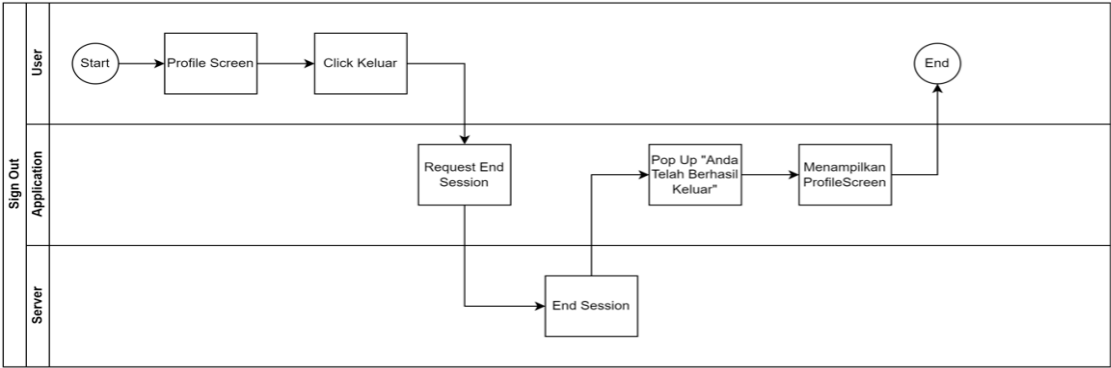 Sign Out
User
Start
Profile Screen
Click Keluar
End
Application
Request End
Session
Pop Up "Anda
Telah Berhasil
Keluar"
Menampilkan
ProfileScreen
Server
End Session